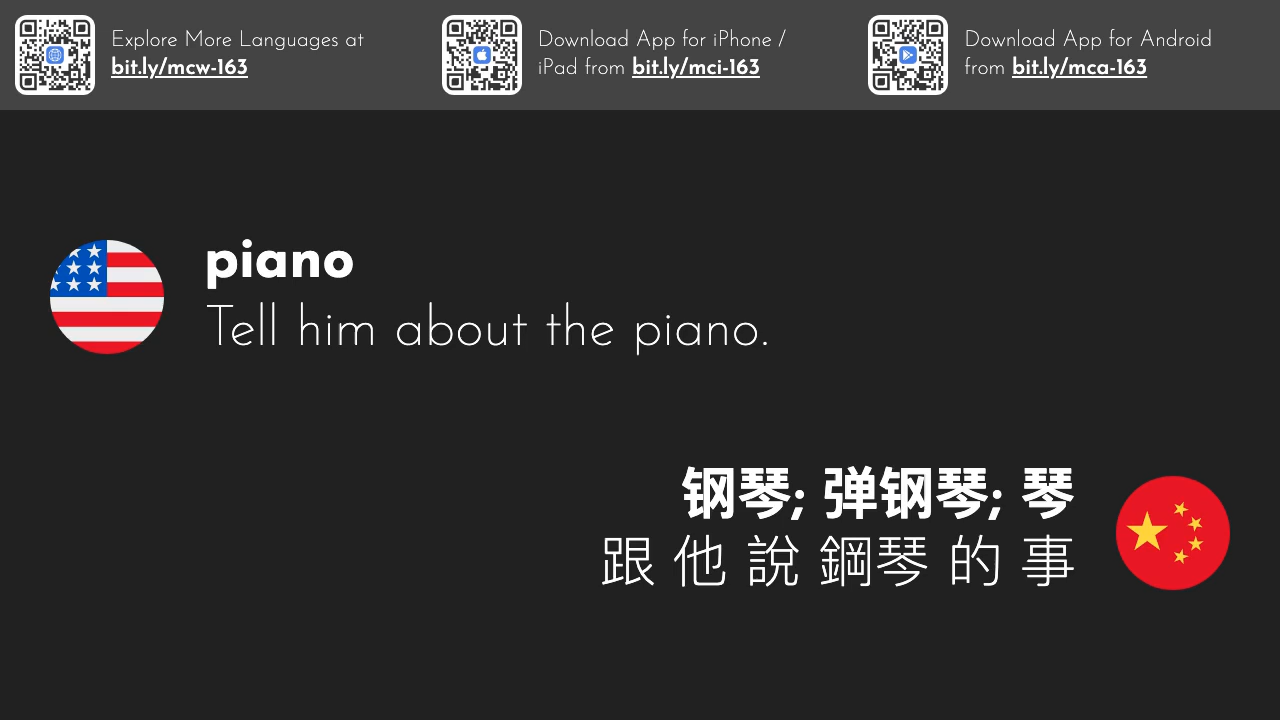 Explore More Languages at
bit.ly/mcw-163
Download App for iPhone /
iPad from bit.ly/mci-163
Download App for Android
from bit.ly/mca-163
piano
Tell him about the piano.
钢琴; 弹钢琴; 琴
跟 他 說 鋼琴 的 事